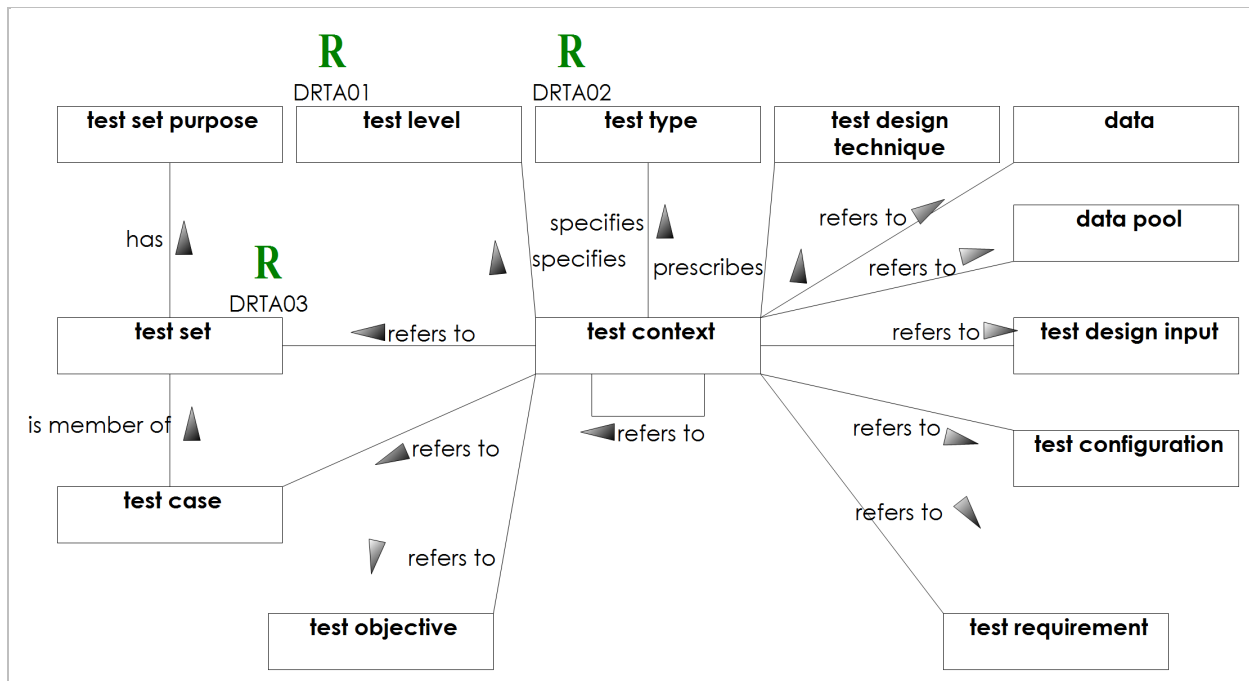 R
R
DRTA01
DRTA02
test set purpose
test level
test type
test design
technique
data
refers to
specifies
data pool
has
R
specifies
prescribes
refers to
DRTA03
test set
refers to
test context
refers to
test design input
is member of
refers to
refers to
refers to
test configuration
test case
refers to
refers to
test objective
test requirement